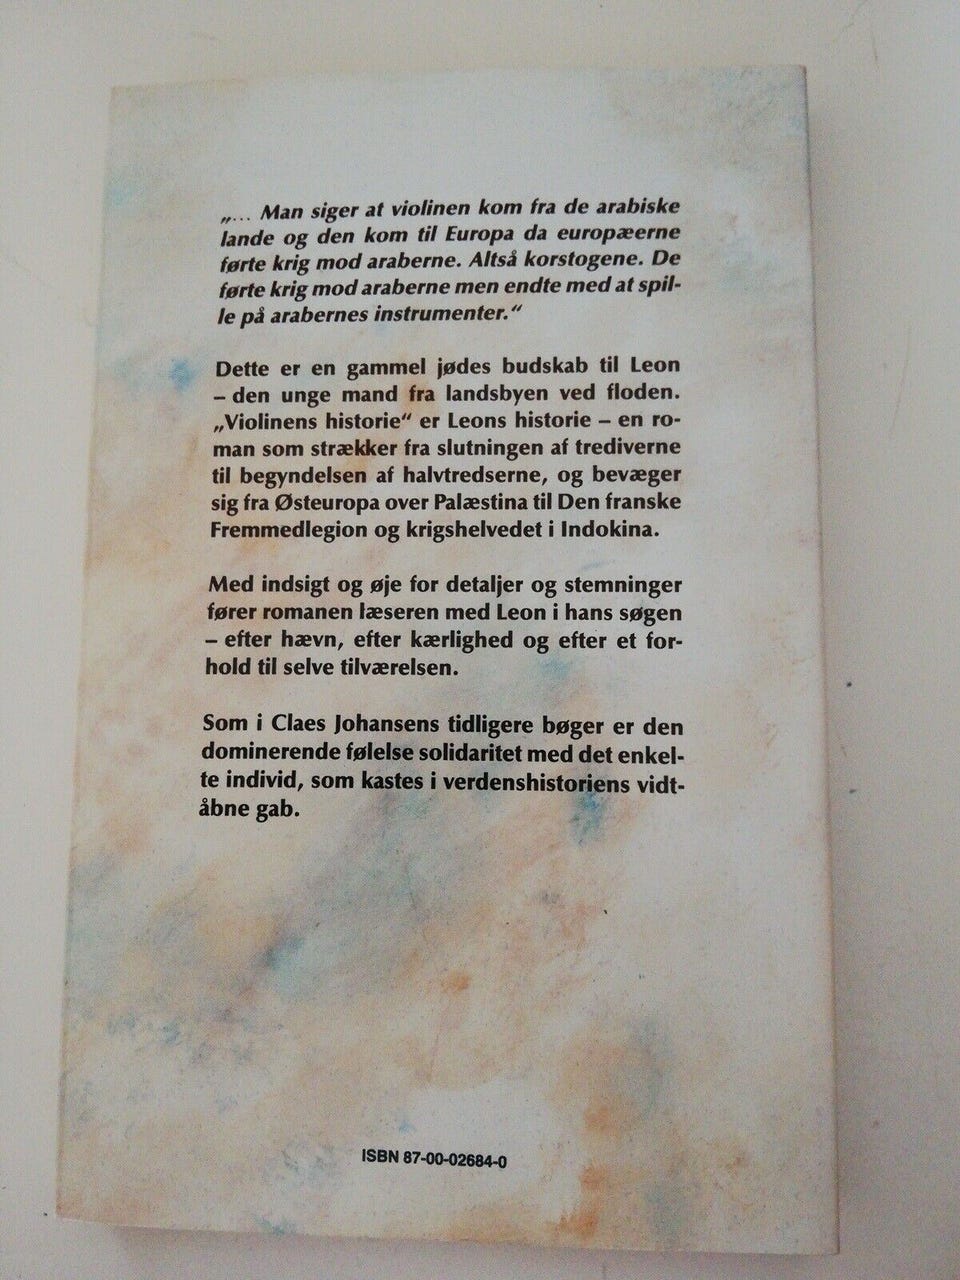 „... Man siger at violinen kom fra de arabiske
lande og den kom til Europa da europæerne
førte krig mod araberne. Altså korstogene. De
førte krig mod araberne men endte med at spil-
le på arabernes instrumenter.“
Dette er en gammel jødes budskab til Leon
– den unge mand fra landsbyen ved floden.
„Violinens historie“ er Leons historie – en ro-
man som strækker fra slutningen af trediverne
til begyndelsen af halvtredserne, og bevæger
sig fra Østeuropa over Palæstina til Den franske
Fremmedlegion og krigshelvedet i Indokina.
Med indsigt og øje for detaljer og stemninger
fører romanen læseren med Leon i hans søgen
– efter hævn, efter kærlighed og efter et for-
hold til selve tilværelsen.
Som i Claes Johansens tidligere bøger er den
dominerende følelse solidaritet med det enkel-
te individ, som kastes i verdenshistoriens vidt-
åbne gab.
ISBN 87-00-02684-0